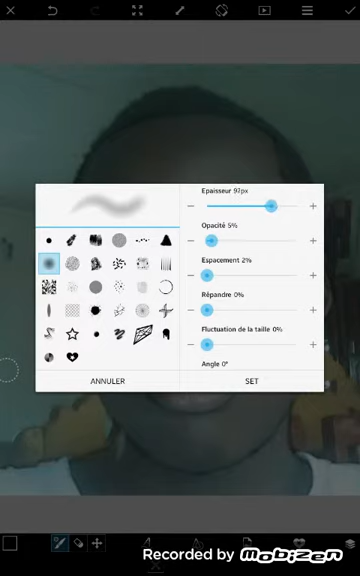 Epaisseur 92px
Opacité 5%
Espacement 2%
Répandre 0%
Fluctuation de la taille 0%
Angle 0°
ANNULER
SET
Recorded by Mobizen